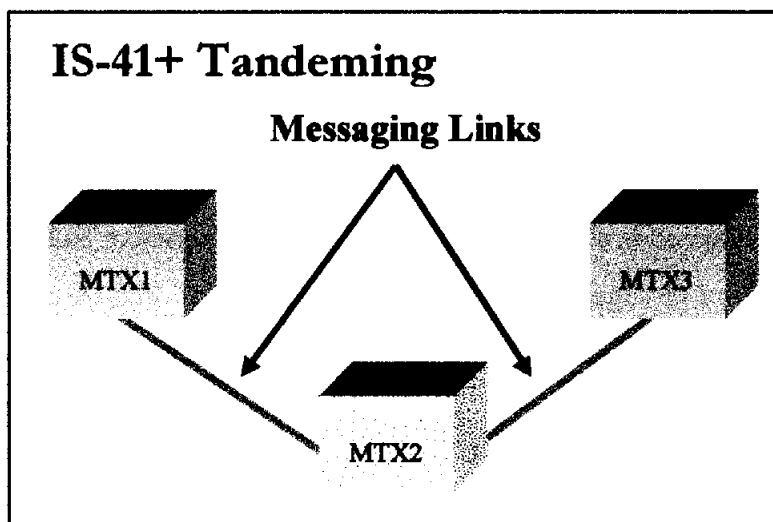 IS-41+ Tandeming
Messaging Links
MTX1
MTX3
MTX2